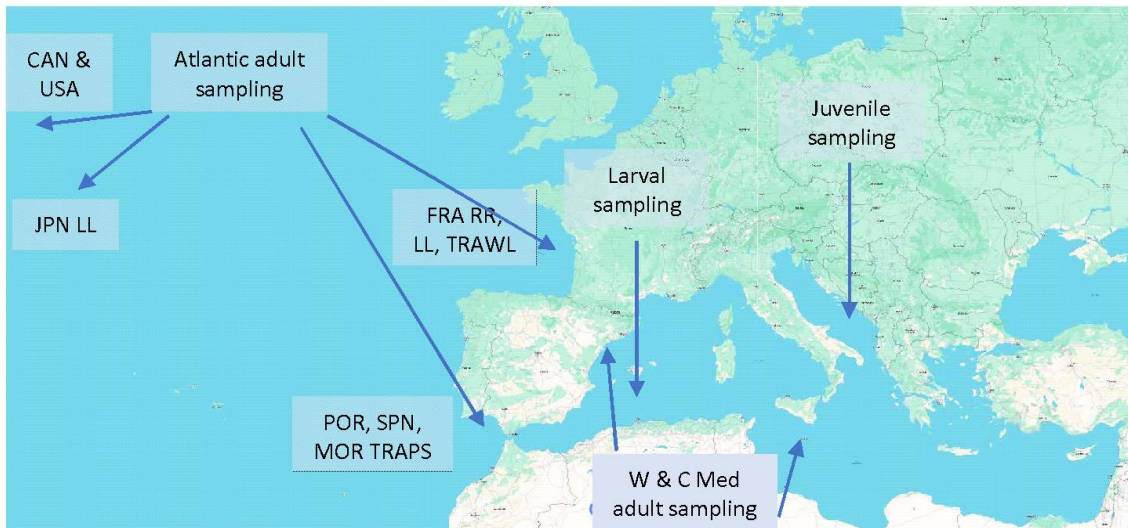 CAN &
USA
Atlantic adult
sampling
Juvenile
sampling
Larval
sampling
JPN LL
FRA RR,
LL, TRAWL
POR, SPN,
MOR TRAPS
W & C Med
adult sampling